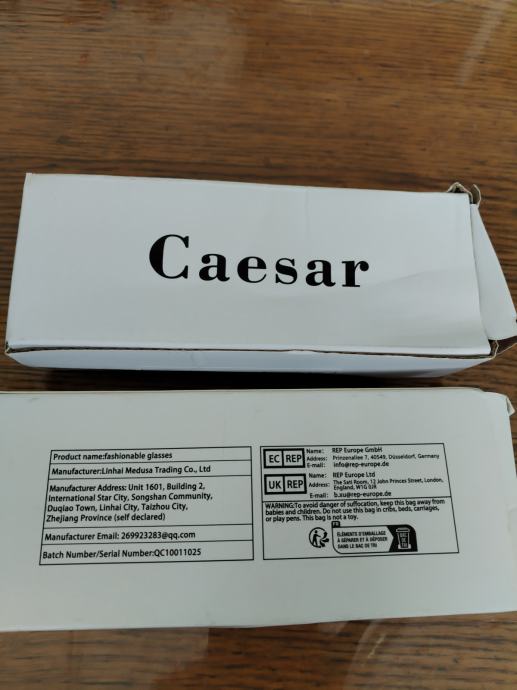 Caesar
Product name:fashionable glasses
Manufacturer:Linhai Medusa Trading Co., Ltd
Manufacturer Address: Unit 1601, Building 2,
International Star City, Songshan Community,
Duqiao Town, Linhai City, Taizhou City,
Zhejiang Province (self declared)
Manufacturer Email: 269923283@qq.com
Batch Number/Serial Number:QC10011025
EC REP
Name: REP Europe GmbH
Address: Prinzenallee 7, 40549, Düsseldorf, Germany
E-mail: info@rep-europe.de
UK REP
Name: REP Europe Ltd
Address: The Sati Room, 12 John Princes Street, London,
England, W1G 0JR
E-mail: b.xu@rep-europe.de
WARNING:To avoid danger of suffocation, keep this bag away from
babies and children. Do not use this bag in cribs, beds, carriages,
or play pens. This bag is not a toy.
FR
ÉLÉMENTS D'EMBALLAGE
À SÉPARER ET À DÉPOSER
DANS LE BAC DE TRI
BAC DE TRI